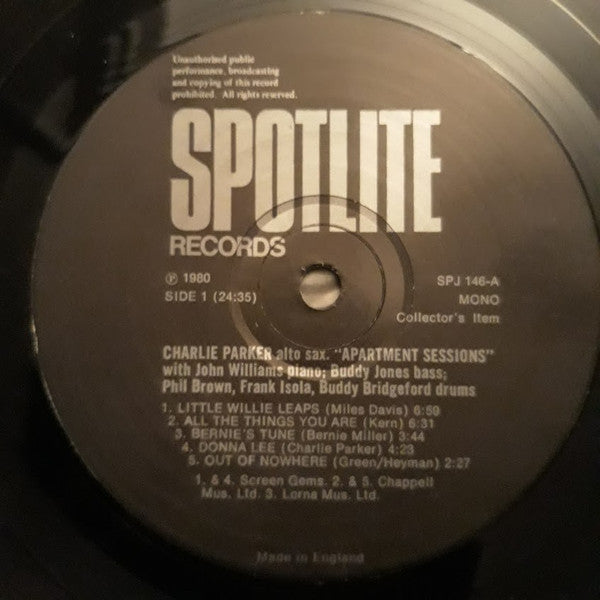 Unauthorised public
performance, broadcasting
and copying of this record
prohibited. All rights reserved.
SPOTLITE
RECORDS
℗ 1980
SPJ 146-A
SIDE 1 (24:35)
MONO
Collector's Item
CHARLIE PARKER alto sax. "APARTMENT SESSIONS"
with John Williams piano; Buddy Jones bass;
Phil Brown, Frank Isola, Buddy Bridgeford drums
1. LITTLE WILLIE LEAPS (Miles Davis) 6:59
2. ALL THE THINGS YOU ARE (Kern) 6:31
3. BERNIE'S TUNE (Bernie Miller) 3:44
4. DONNA LEE (Charlie Parker) 4:23
5. OUT OF NOWHERE (Green/Heyman) 2:27
1. & 4. Screen Gems. 2. & 5. Chappell
Mus. Ltd. 3. Lorna Mus. Ltd.
Made in England